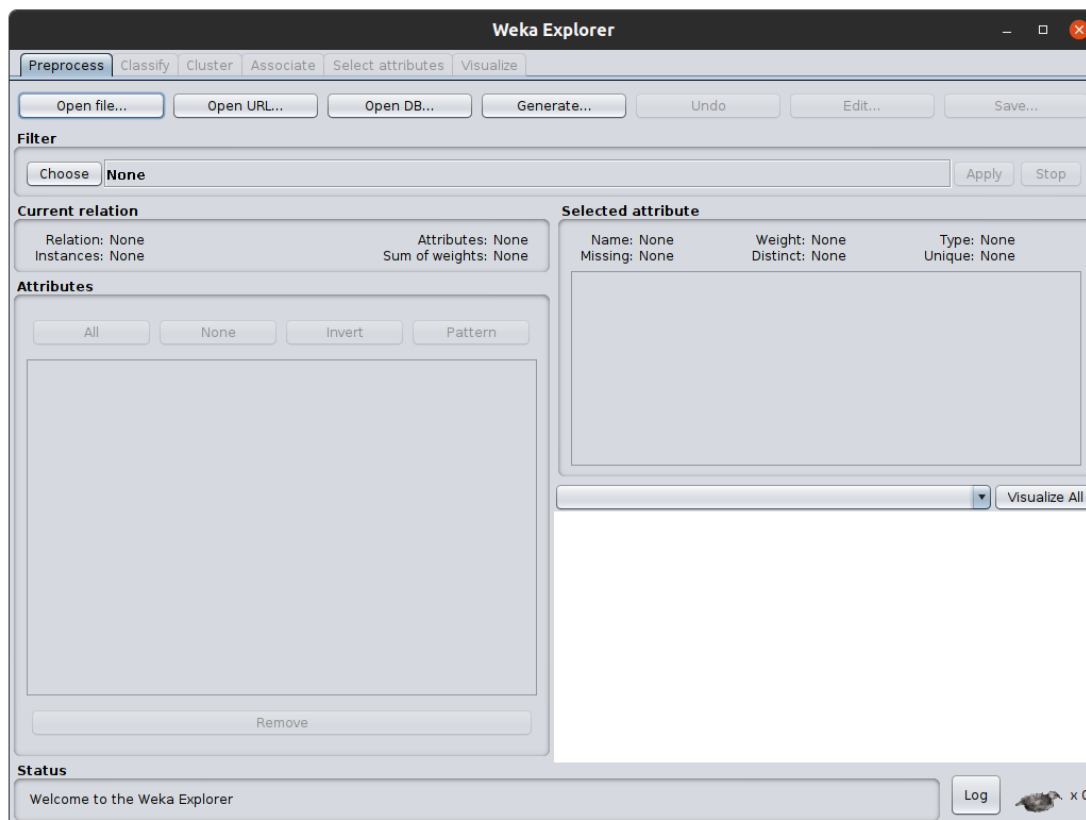 Weka Explorer
Preprocess Classify Cluster Associate Select attributes Visualize
Open file... Open URL... Open DB... Generate... Undo Edit... Save...
Filter
Choose None Apply Stop
Current relation
Relation: None Attributes: None
Instances: None Sum of weights: None
Selected attribute
Name: None Weight: None Type: None
Missing: None Distinct: None Unique: None
Attributes
All None Invert Pattern
Visualize All
Remove
Status
Welcome to the Weka Explorer
Log x 0